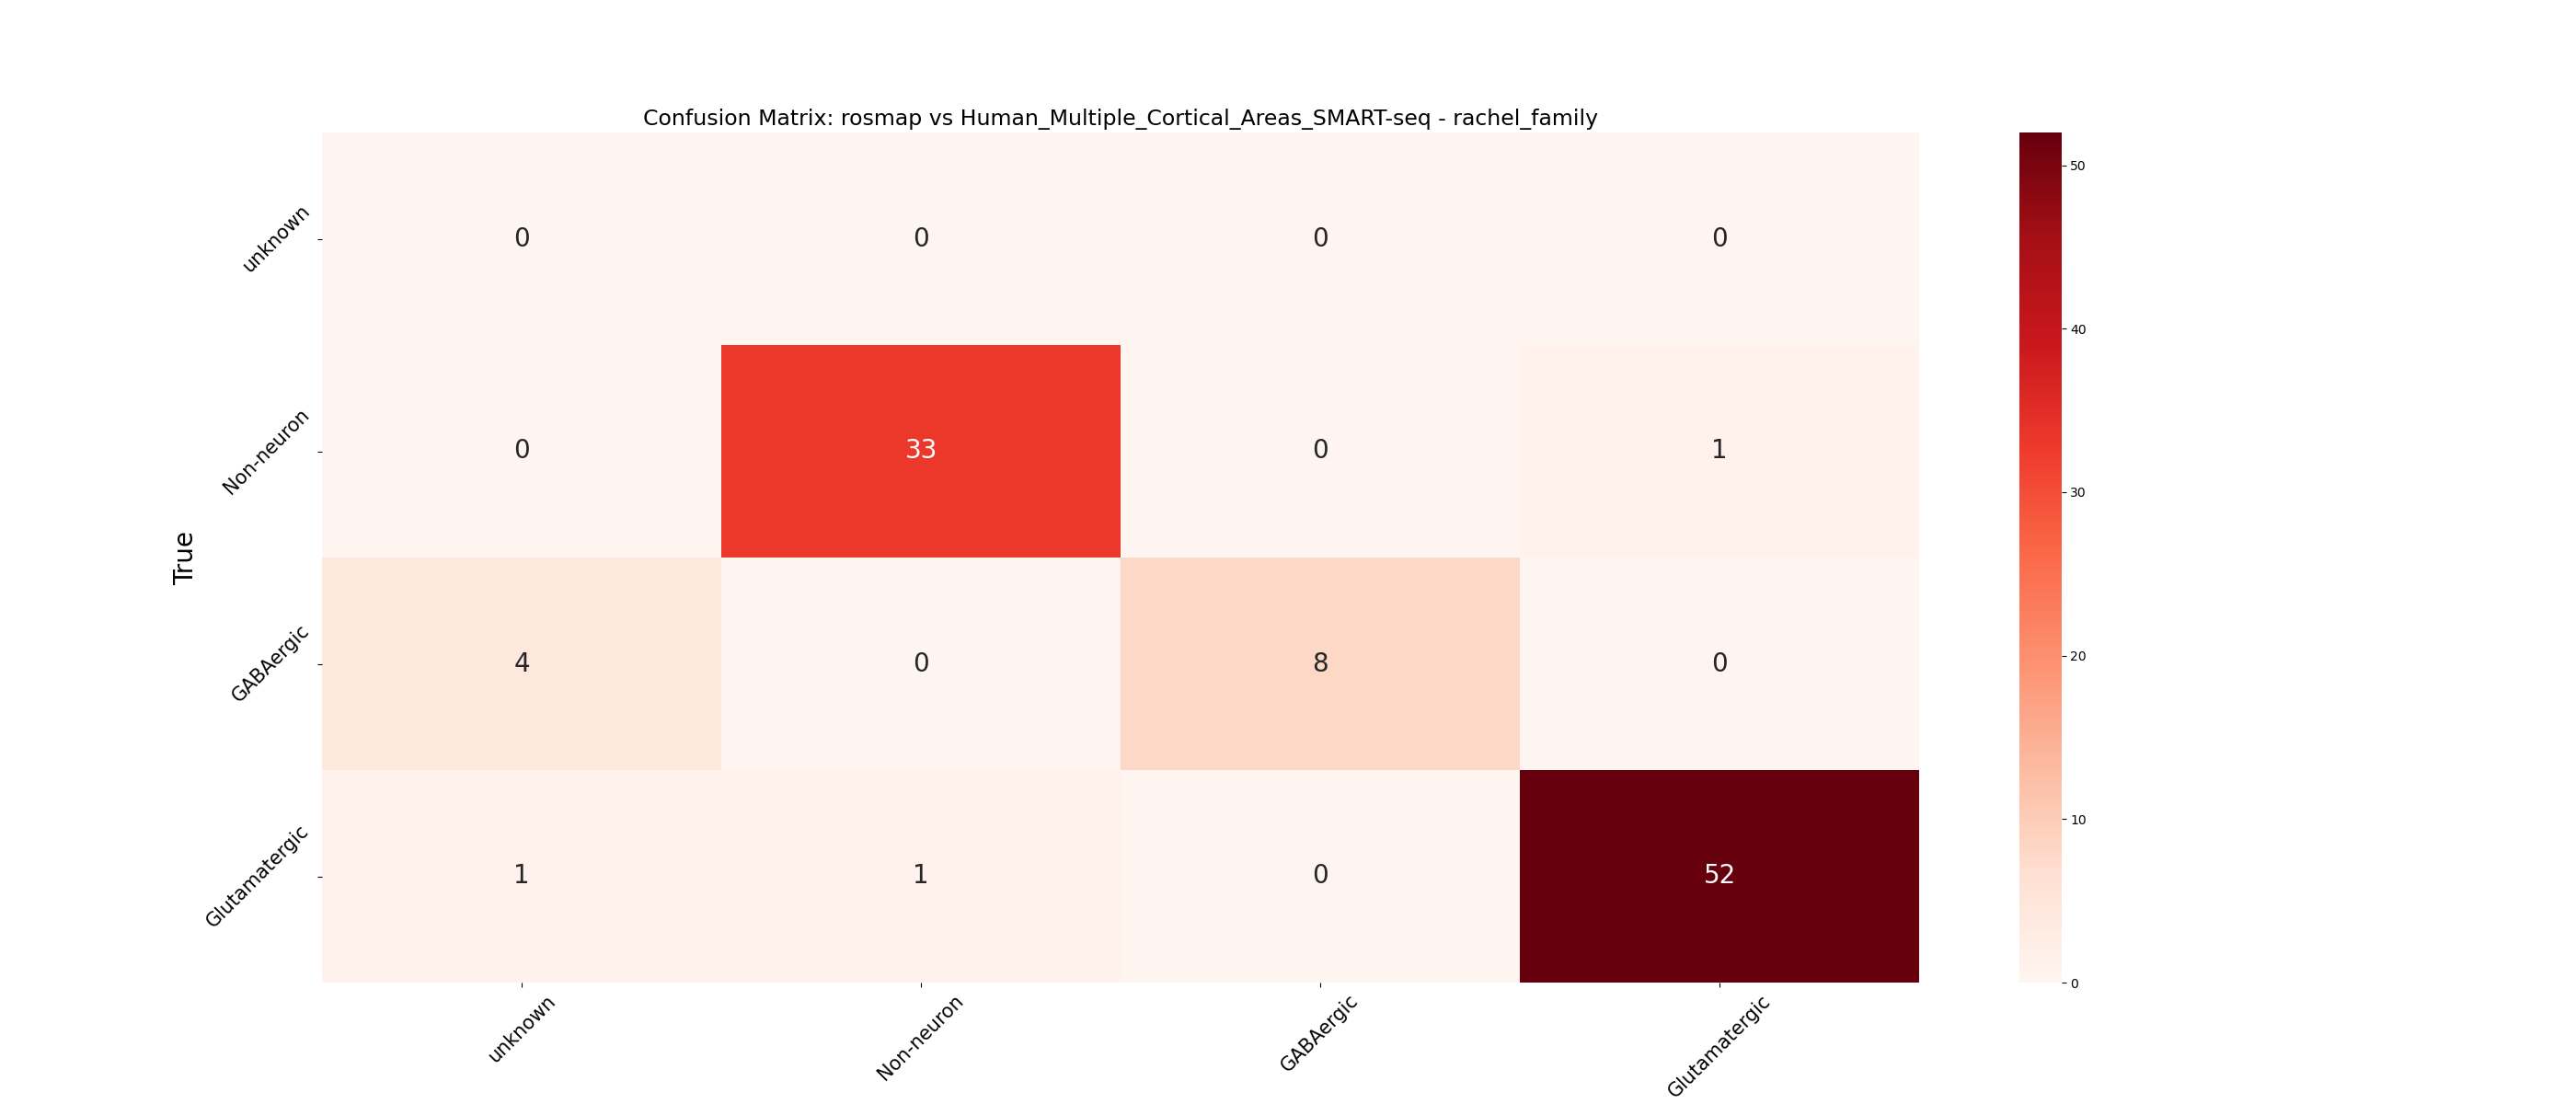 Confusion Matrix: rosmap vs Human_Multiple_Cortical_Areas_SMART-seq - rachel_family
unknown
0 0 0 0
Non-neuron
0 33 0 1
GABAergic
4 0 8 0
Glutamatergic
1 1 0 52
True
unknown Non-neuron GABAergic Glutamatergic
50
40
30
20
10
0